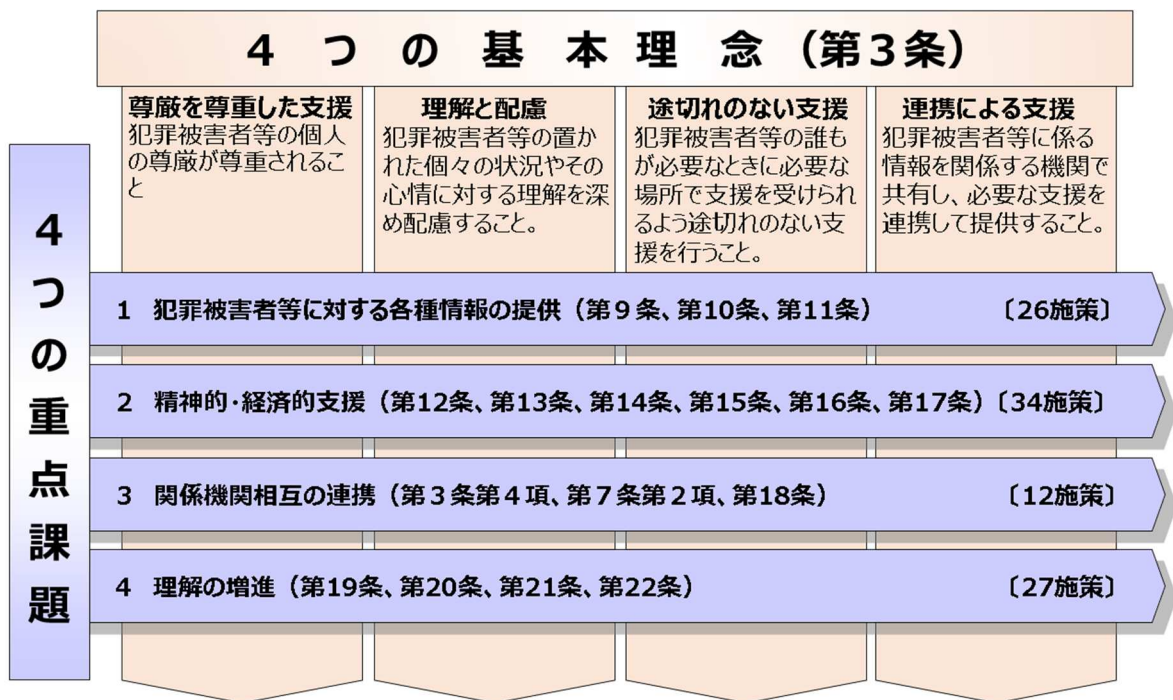 4つの基本理念（第3条）
尊厳を尊重した支援
犯罪被害者等の個人
の尊厳が尊重されるこ
と
理解と配慮
犯罪被害者等の置か
れた個々の状況やその
心情に対する理解を深
め配慮すること。
途切れのない支援
犯罪被害者等の誰も
が必要なときに必要な
場所で支援を受けられ
るよう途切れのない支
援を行うこと。
連携による支援
犯罪被害者等に係る
情報を関係する機関で
共有し、必要な支援を
連携して提供すること。
4つの重点課題
1 犯罪被害者等に対する各種情報の提供（第9条、第10条、第11条）〔26施策〕
2 精神的・経済的支援（第12条、第13条、第14条、第15条、第16条、第17条）〔34施策〕
3 関係機関相互の連携（第3条第4項、第7条第2項、第18条）〔12施策〕
4 理解の増進（第19条、第20条、第21条、第22条）〔27施策〕